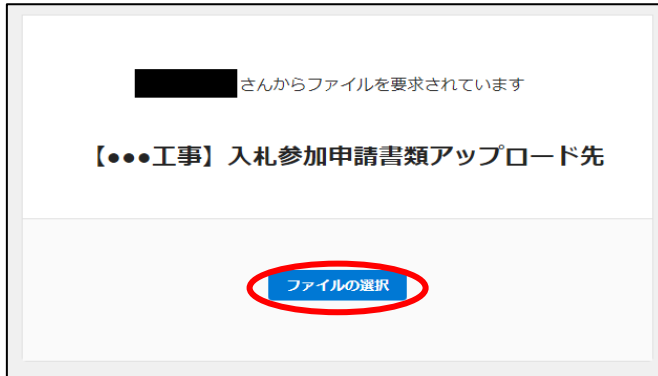 さんからファイルを要求されています
【●●●工事】入札参加申請書類アップロード先
ファイルの選択